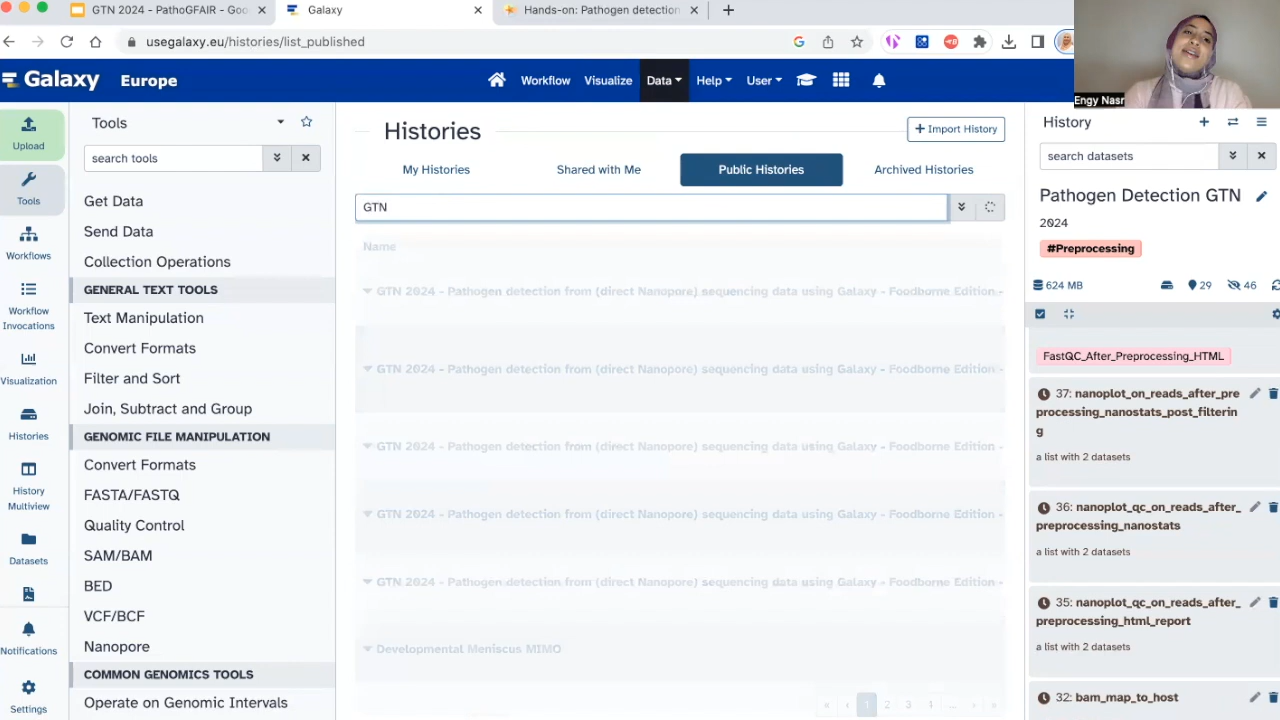 GTN 2024 - PathoGFAIR - Goo
Galaxy
Hands-on: Pathogen detection
usegalaxy.eu/histories/list_published
Engy Nasr
Galaxy
Europe
Workflow
Visualize
Data
Help
User
Upload
Tools
Workflows
Workflow
Invocations
Visualization
Histories
History
Multiview
Datasets
Notifications
Settings
Tools
search tools
Get Data
Send Data
Collection Operations
GENERAL TEXT TOOLS
Text Manipulation
Convert Formats
Filter and Sort
Join, Subtract and Group
GENOMIC FILE MANIPULATION
Convert Formats
FASTA/FASTQ
Quality Control
SAM/BAM
BED
VCF/BCF
Nanopore
COMMON GENOMICS TOOLS
Operate on Genomic Intervals
Histories
+ Import History
My Histories
Shared with Me
Public Histories
Archived Histories
GTN
Name
GTN 2024 - Pathogen detection from (direct Nanopore) sequencing data using Galaxy - Foodborne Edition -
GTN 2024 - Pathogen detection from (direct Nanopore) sequencing data using Galaxy - Foodborne Edition -
GTN 2024 - Pathogen detection from (direct Nanopore) sequencing data using Galaxy - Foodborne Edition -
GTN 2024 - Pathogen detection from (direct Nanopore) sequencing data using Galaxy - Foodborne Edition -
GTN 2024 - Pathogen detection from (direct Nanopore) sequencing data using Galaxy - Foodborne Edition -
Developmental Meniscus MIMO
« ‹ 1 2 3 4 ... › »
History
search datasets
Pathogen Detection GTN
2024
#Preprocessing
624 MB
29
46
FastQC_After_Preprocessing_HTML
37: nanoplot_on_reads_after_pre
processing_nanostats_post_filterin
g
a list with 2 datasets
36: nanoplot_qc_on_reads_after_
preprocessing_nanostats
a list with 2 datasets
35: nanoplot_qc_on_reads_after_
preprocessing_html_report
a list with 2 datasets
32: bam_map_to_host